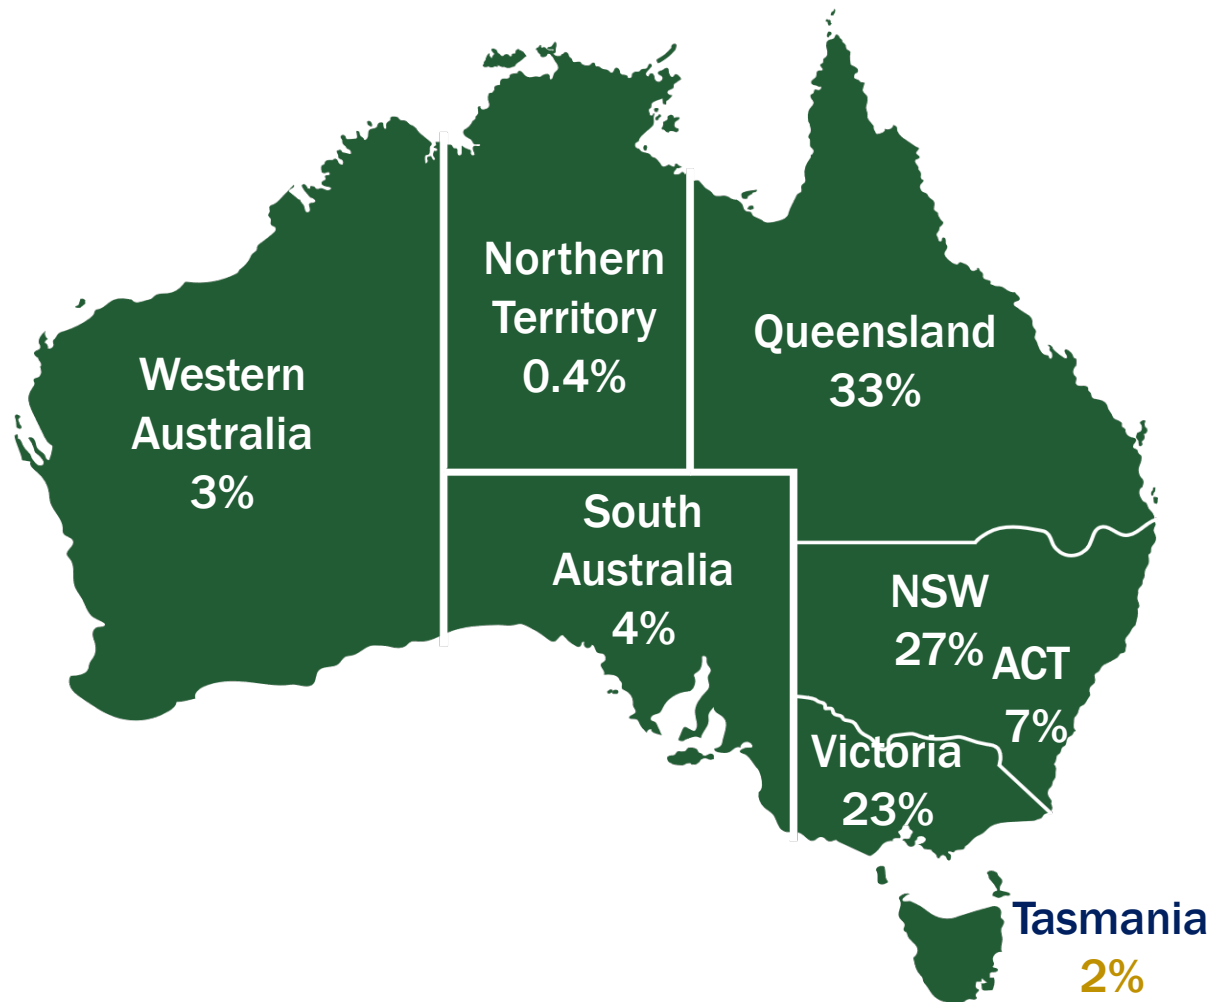 Northern
Territory
0.4%
Queensland
33%
Western
Australia
3%
South
Australia
4%
NSW
27%
ACT
7%
Victoria
23%
Tasmania
2%